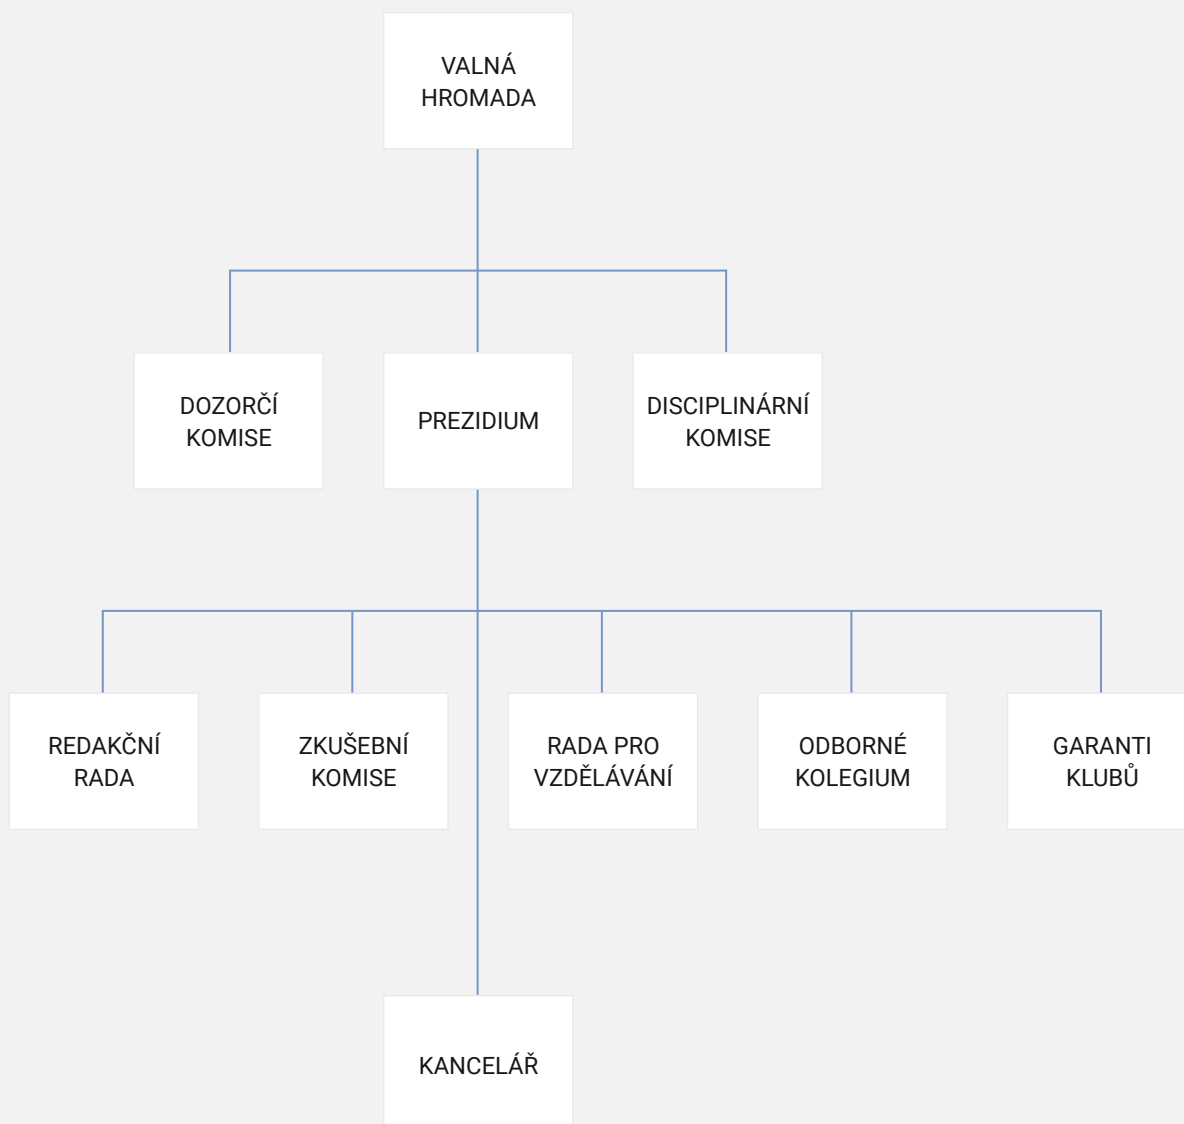 VALNÁ
HROMADA
DOZORČÍ
KOMISE
PREZIDIUM
DISCIPLINÁRNÍ
KOMISE
REDAKČNÍ
RADA
ZKUŠEBNÍ
KOMISE
RADA PRO
VZDĚLÁVÁNÍ
ODBORNÉ
KOLEGIUM
GARANTI
KLUBŮ
KANCELÁŘ